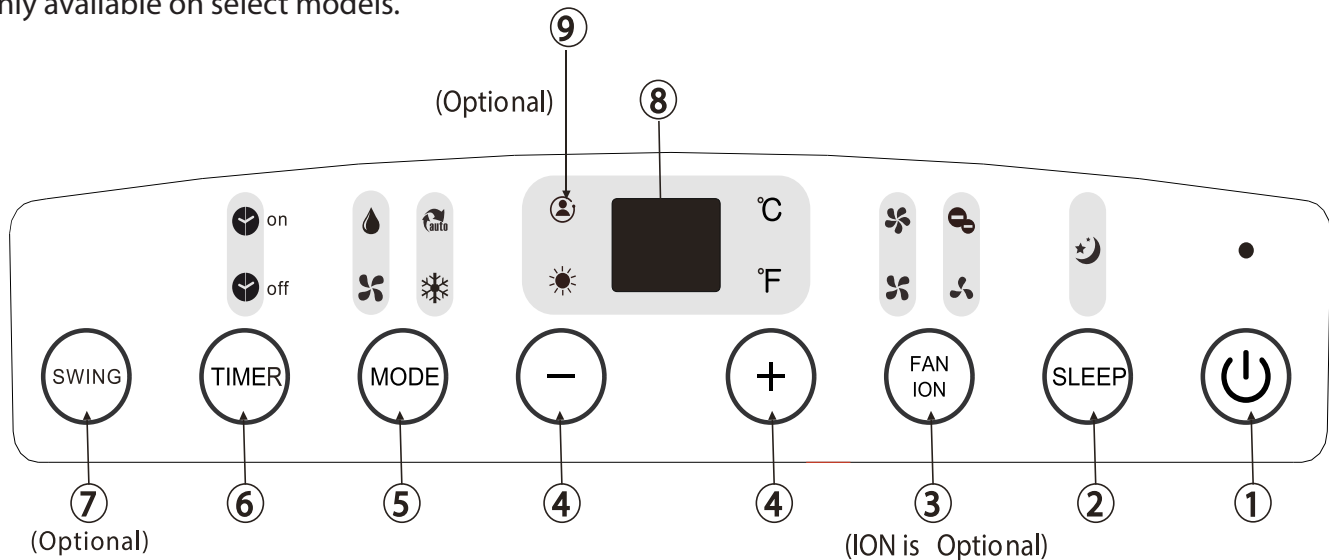 nly available on select models.
⑨
(Optional)
⑧
on
auto
℃
off
℉
SWING
TIMER
MODE
−
+
FAN
ION
SLEEP
⑦
⑥
⑤
④
④
③
②
①
(Optional)
(ION is Optional)